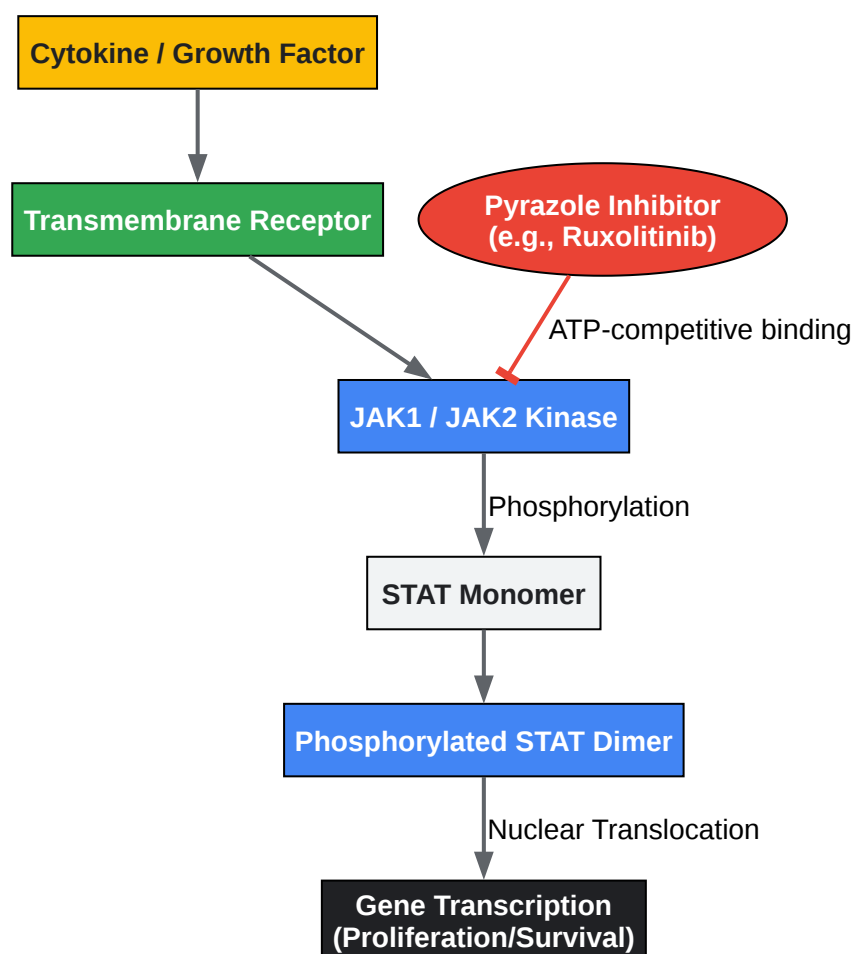 Cytokine / Growth Factor
Transmembrane Receptor
Pyrazole Inhibitor
(e.g., Ruxolitinib)
ATP-competitive binding
JAK1 / JAK2 Kinase
Phosphorylation
STAT Monomer
Phosphorylated STAT Dimer
Nuclear Translocation
Gene Transcription
(Proliferation/Survival)